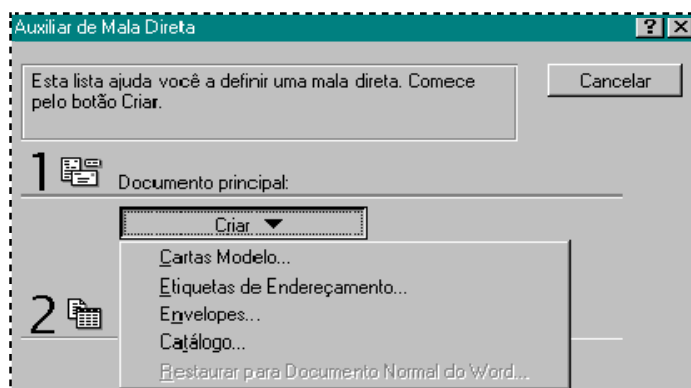 Auxiliar de Mala Direta
Esta lista ajuda você a definir uma mala direta. Comece
pelo botão Criar.
Cancelar
1 Documento principal:
Criar
Cartas Modelo...
Etiquetas de Endereçamento...
2
Envelopes...
Catálogo...
Restaurar para Documento Normal do Word...